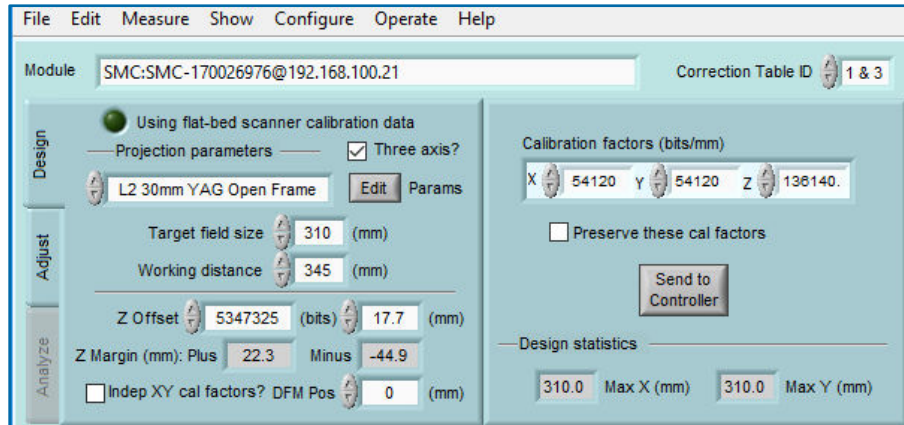 File Edit Measure Show Configure Operate Help
Module SMC:SMC-170026976@192.168.100.21 Correction Table ID 1 & 3
Design
Adjust
Analyze
Using flat-bed scanner calibration data
Projection parameters Three axis?
L2 30mm YAG Open Frame Edit Params
Target field size 310 (mm)
Working distance 345 (mm)
Z Offset 5347325 (bits) 17.7 (mm)
Z Margin (mm): Plus 22.3 Minus -44.9
Indep XY cal factors? DFM Pos 0 (mm)
Calibration factors (bits/mm)
X 54120 Y 54120 Z 136140.
Preserve these cal factors
Send to
Controller
Design statistics
310.0 Max X (mm) 310.0 Max Y (mm)